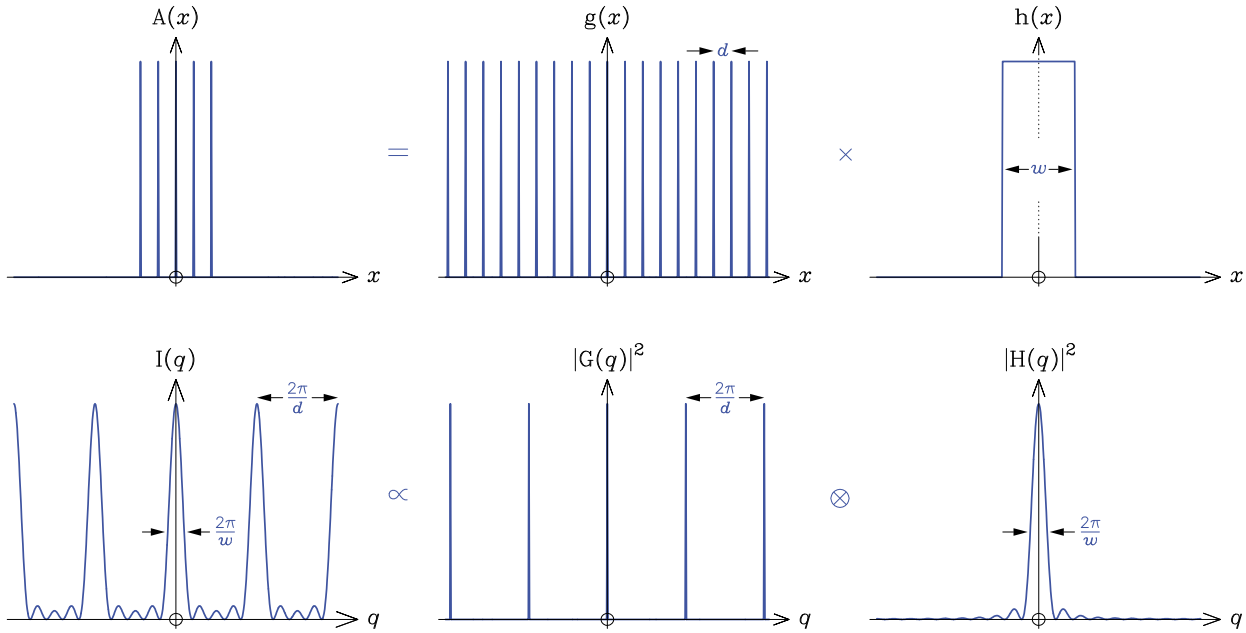 A(x) g(x) h(x)
d
= ×
w
x x x
I(q) |G(q)|² |H(q)|²
2π/d 2π/d
∝ ⊗
2π/w 2π/w
q q q